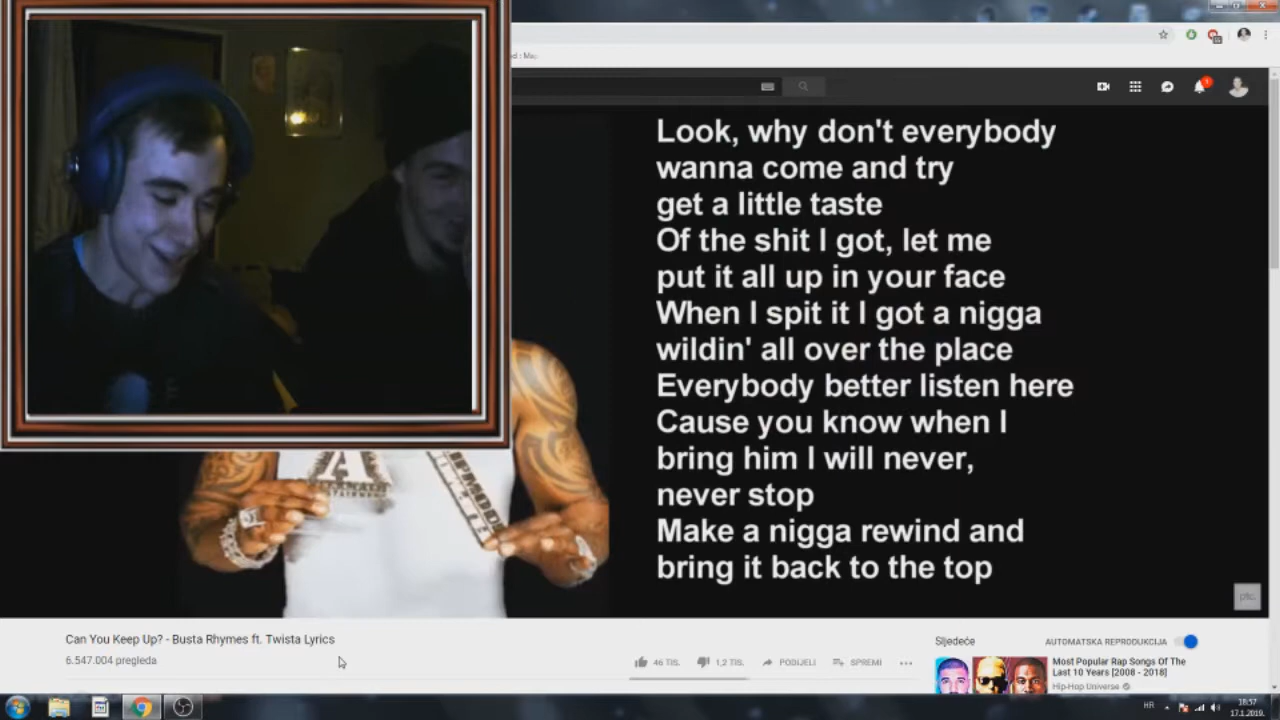 Look, why don't everybody
wanna come and try
get a little taste
Of the shit I got, let me
put it all up in your face
When I spit it I got a nigga
wildin' all over the place
Everybody better listen here
Cause you know when I
bring him I will never,
never stop
Make a nigga rewind and
bring it back to the top
Can You Keep Up? - Busta Rhymes ft. Twista Lyrics
6.547.004 pregleda
46 TIS.
1,2 TIS.
PODIJELI
SPREMI
Sljedeće
AUTOMATSKA REPRODUKCIJA
Most Popular Rap Songs Of The
Last 10 Years [2008 - 2018]
Hip-Hop Universe
HR
18:57
17.1.2019.